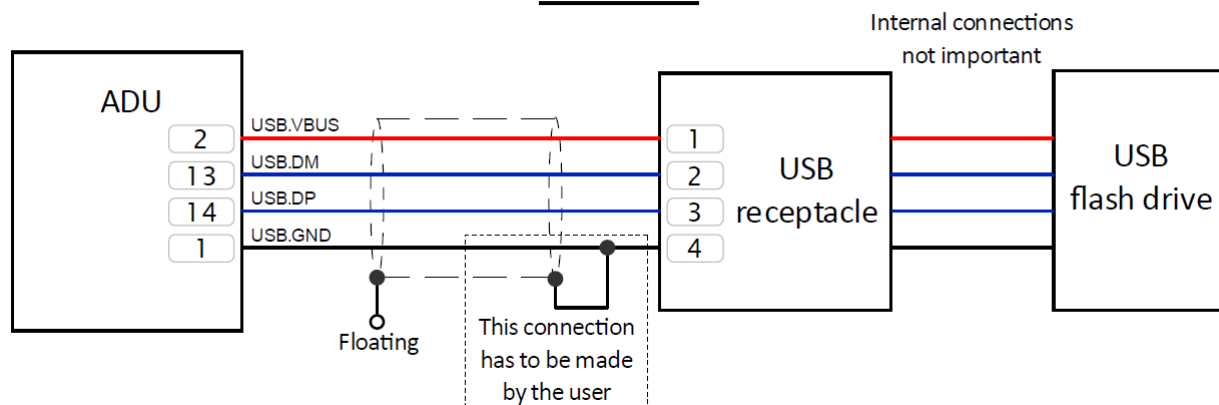 Internal connections
not important
ADU
2
13
14
1
USB.VBUS
USB.DM
USB.DP
USB.GND
Floating
This connection
has to be made
by the user
1
2
3
4
USB
receptacle
USB
flash drive